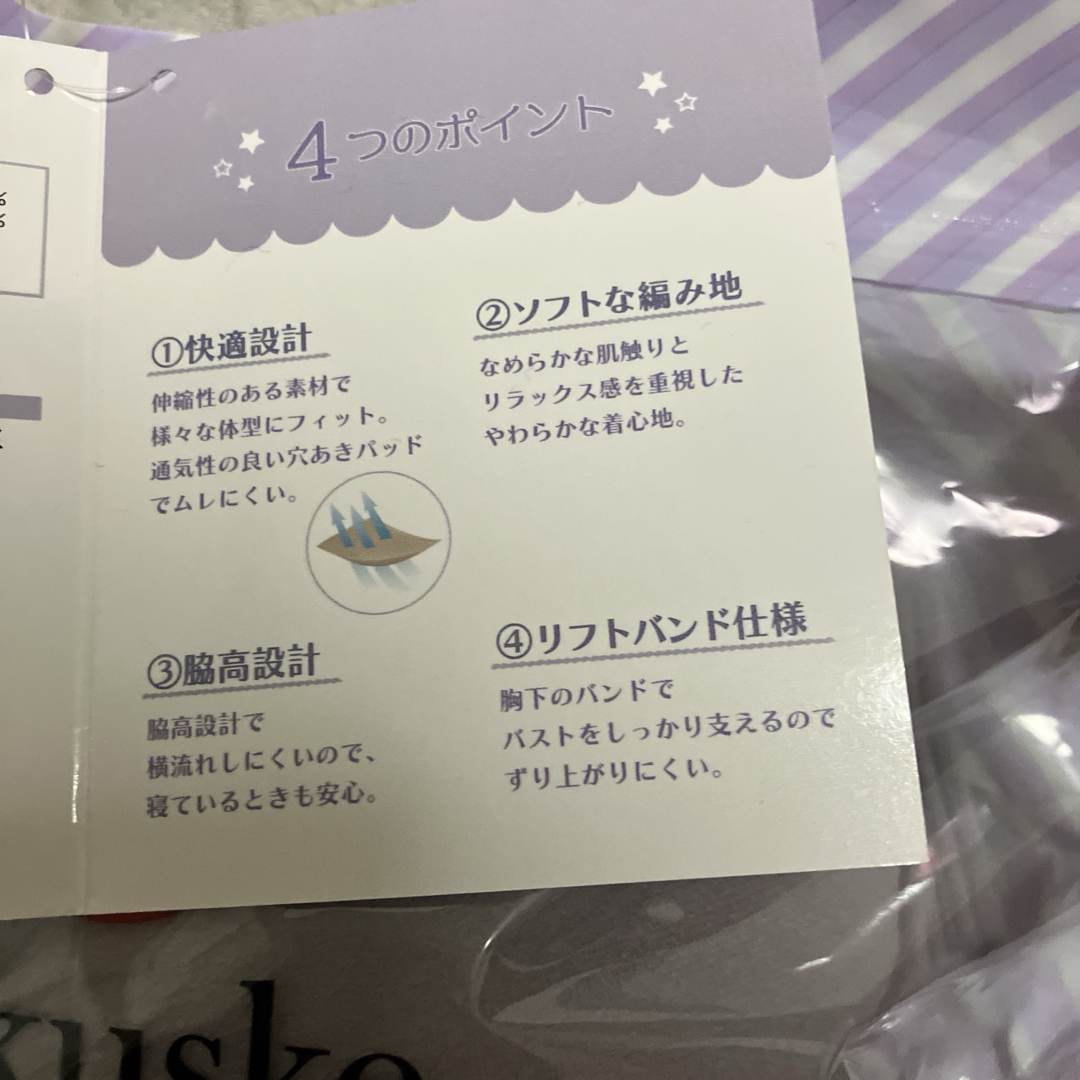 4つのポイント
①快適設計
伸縮性のある素材で
様々な体型にフィット。
通気性の良い穴あきパッド
でムレにくい。
②ソフトな編み地
なめらかな肌触りと
リラックス感を重視した
やわらかな着心地。
③脇高設計
脇高設計で
横流れしにくいので、
寝ているときも安心。
④リフトバンド仕様
胸下のバンドで
バストをしっかり支えるので
ずり上がりにくい。
%
%